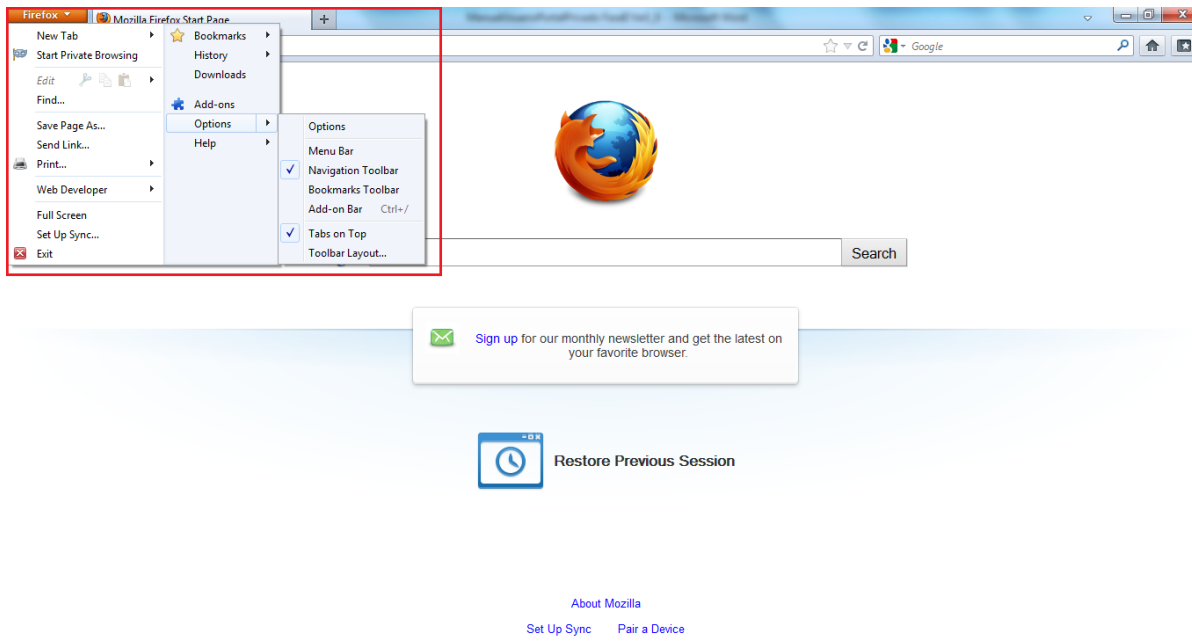 Firefox
Mozilla Firefox Start Page
+
New Tab
Start Private Browsing
Edit
Find...
Save Page As...
Send Link...
Print...
Web Developer
Full Screen
Set Up Sync...
Exit
Bookmarks
History
Downloads
Add-ons
Options
Help
Options
Menu Bar
Navigation Toolbar
Bookmarks Toolbar
Add-on Bar Ctrl+/
Tabs on Top
Toolbar Layout...
Google
Search
Sign up for our monthly newsletter and get the latest on
your favorite browser.
Restore Previous Session
About Mozilla
Set Up Sync Pair a Device